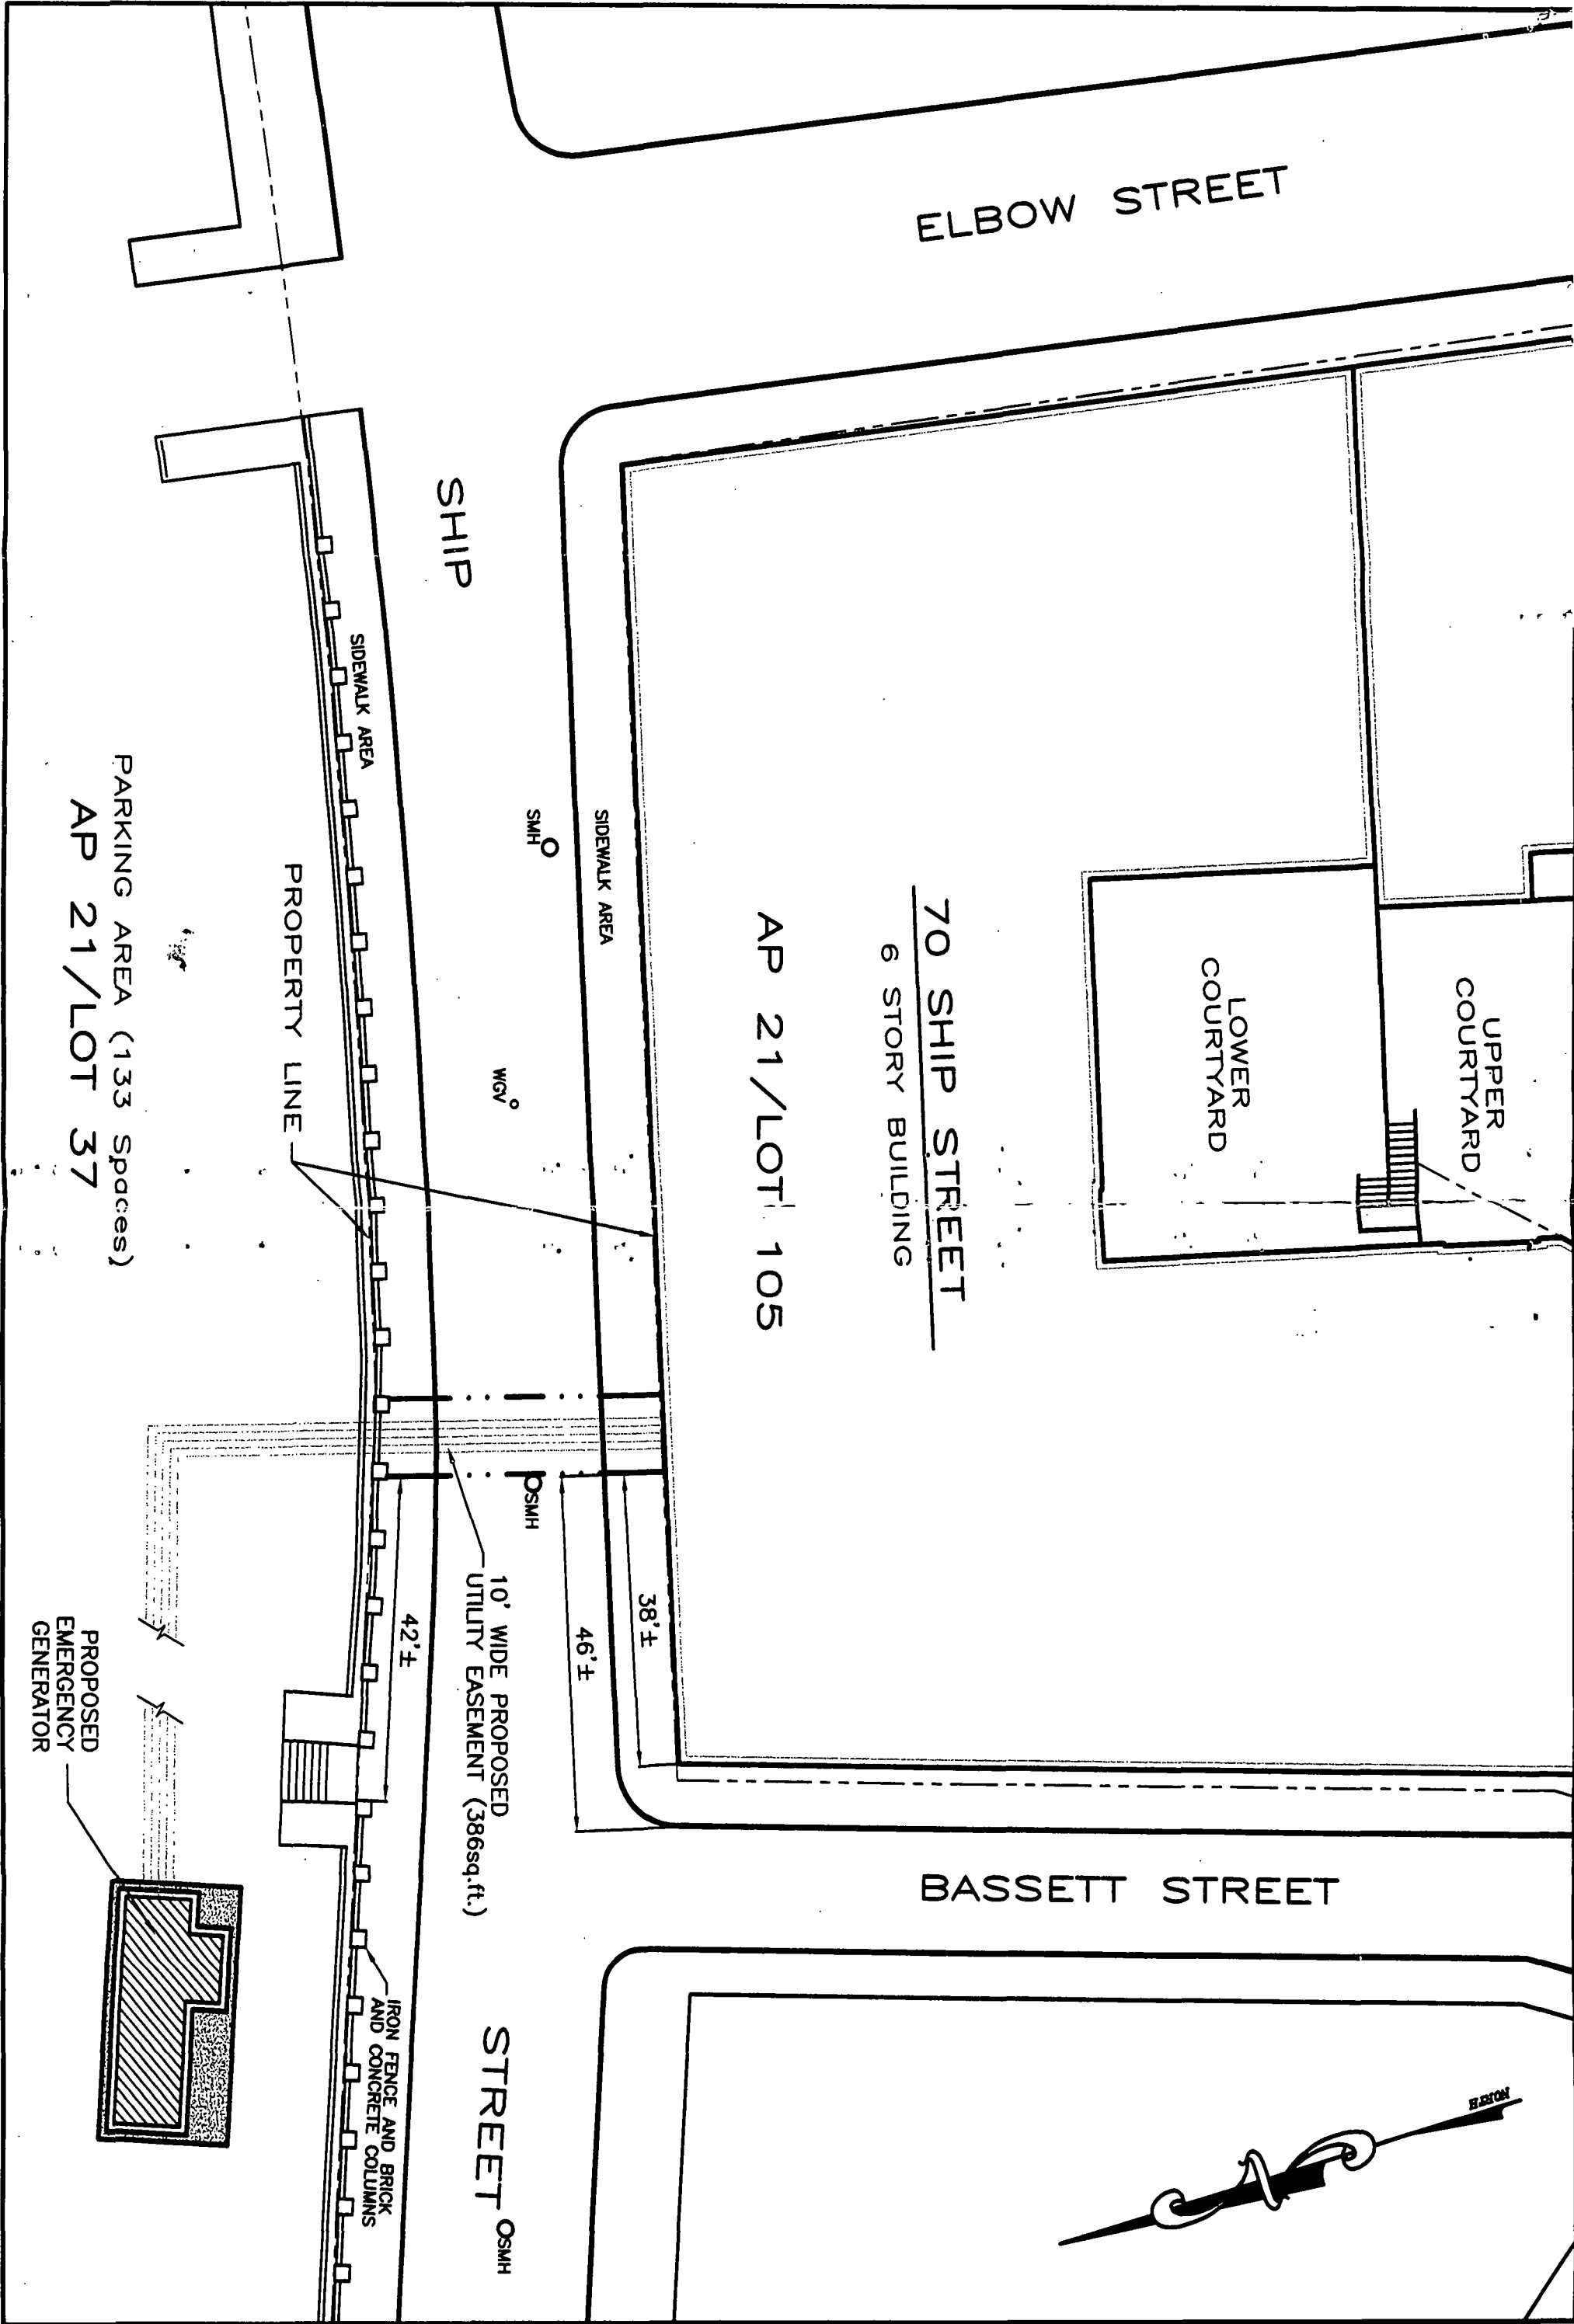 ELBOW STREET
UPPER
COURTYARD
LOWER
COURTYARD
70 SHIP STREET
6 STORY BUILDING
AP 21/LOT 105
SIDEWALK AREA
SMH
WGV
SHIP
SIDEWALK AREA
PROPERTY LINE
PARKING AREA (133 Spaces)
AP 21/LOT 37
38'±
46'±
SMH
10' WIDE PROPOSED
UTILITY EASEMENT (386sq.ft.)
42'±
PROPOSED
EMERGENCY
GENERATOR
BASSETT STREET
STREET
SMH
IRON FENCE AND BRICK
AND CONCRETE COLUMNS
NORTH